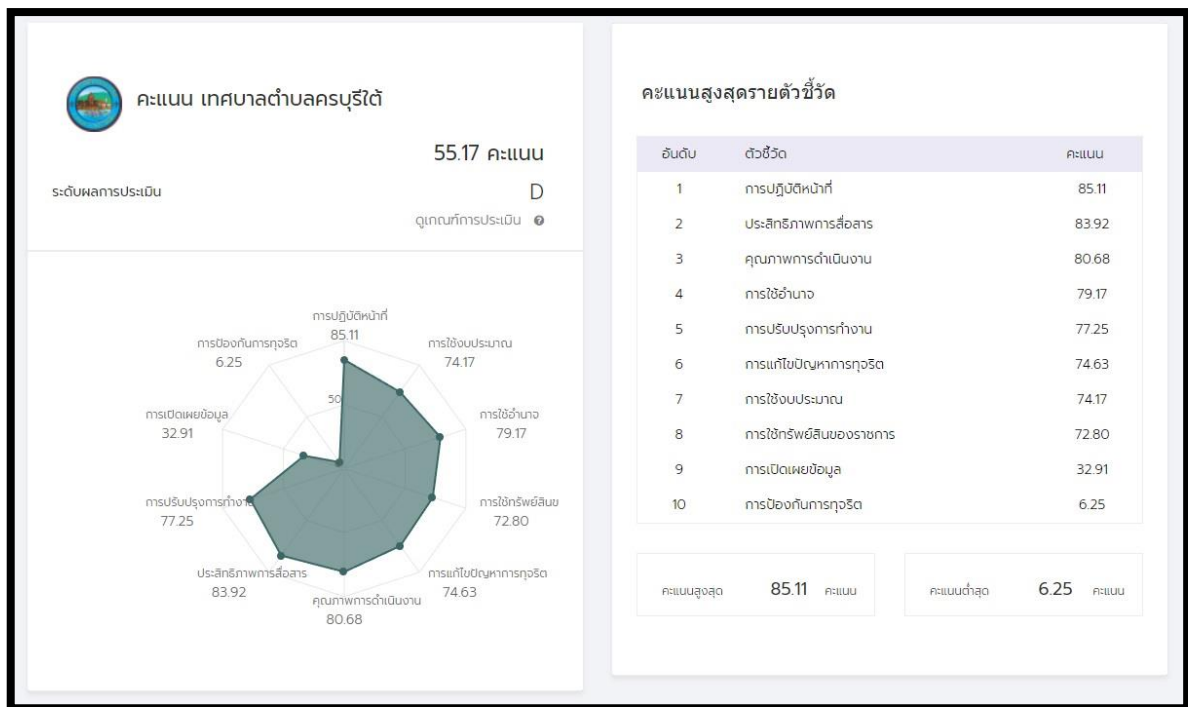 คะแนน เทศบาลตำบลครบุรีใต้
55.17 คะแนน
ระดับผลการประเมิน D
ดูเกณฑ์การประเมิน
การปฏิบัติหน้าที่
85.11
การป้องกันการทุจริต
6.25
การใช้งบประมาณ
74.17
50
การเปิดเผยข้อมูล
32.91
การใช้อำนาจ
79.17
การปรับปรุงการทำงาน
77.25
การใช้ทรัพย์สินข
72.80
ประสิทธิภาพการสื่อสาร
83.92
การแก้ไขปัญหาการทุจริต
74.63
คุณภาพการดำเนินงาน
80.68
คะแนนสูงสุดรายตัวชี้วัด
อันดับ ตัวชี้วัด คะแนน
1 การปฏิบัติหน้าที่ 85.11
2 ประสิทธิภาพการสื่อสาร 83.92
3 คุณภาพการดำเนินงาน 80.68
4 การใช้อำนาจ 79.17
5 การปรับปรุงการทำงาน 77.25
6 การแก้ไขปัญหาการทุจริต 74.63
7 การใช้งบประมาณ 74.17
8 การใช้ทรัพย์สินของราชการ 72.80
9 การเปิดเผยข้อมูล 32.91
10 การป้องกันการทุจริต 6.25
คะแนนสูงสุด 85.11 คะแนน
คะแนนต่ำสุด 6.25 คะแนน